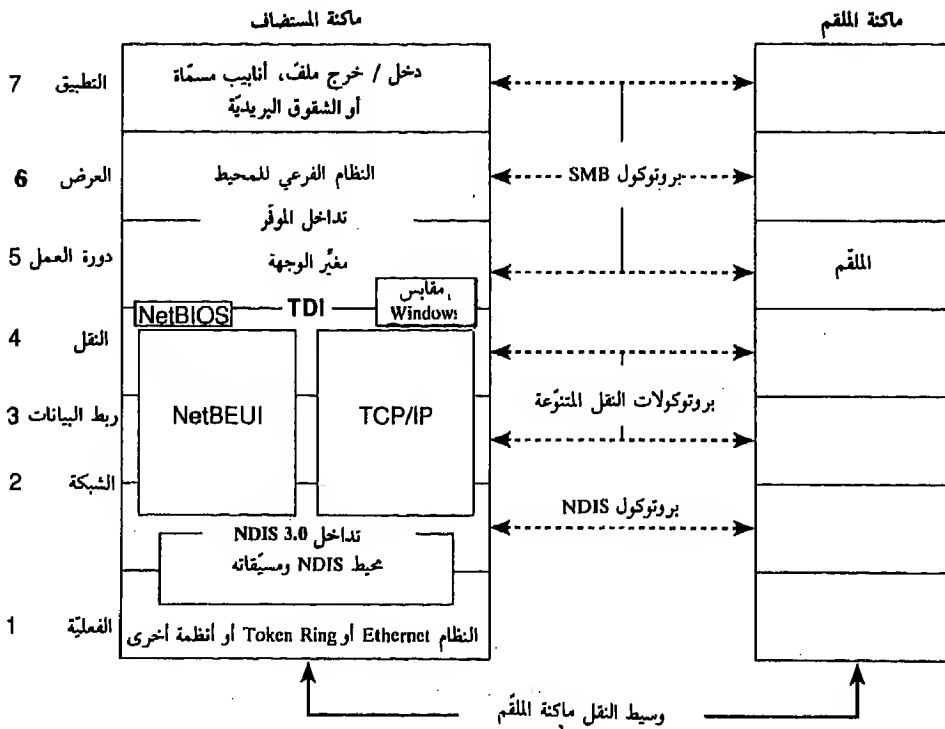 ماكنة المستضاف
ماكنة الملقم
7 التطبيق
دخل / خرج ملفّ، أنابيب مسمّاة
أو الشقوق البريديّة
6 العرض
النظام الفرعي للمحيط
بروتوكول SMB
تداخل الموفّر
5 دورة العمل
مغيّر الوجهة
الملقّم
NetBIOS
TDI
مقابس
Windows
4 النقل
3 ربط البيانات
NetBEUI
TCP/IP
بروتوكولات النقل المتنوّعة
2 الشبكة
بروتوكول NDIS
تداخل NDIS 3.0
محيط NDIS ومسيّقاته
1 الفعليّة
النظام Ethernet أو Token Ring أو أنظمة أخرى
وسيط النقل ماكنة الملقّم